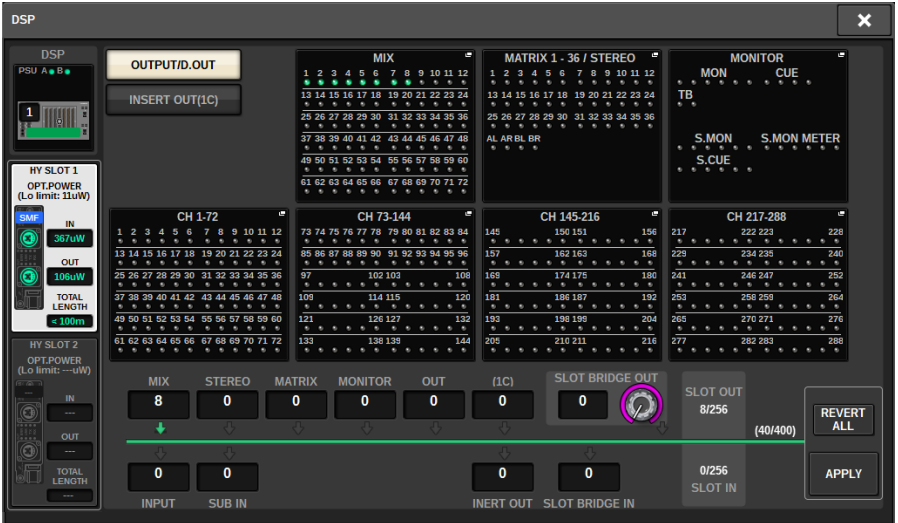 DSP
DSP
PSU A B
1
HY SLOT 1
OPT.POWER
(Lo limit: 11uW)
SMF
IN
367uW
OUT
106uW
TOTAL
LENGTH
< 100m
HY SLOT 2
OPT.POWER
(Lo limit: ---uW)
---
IN
---
OUT
---
TOTAL
LENGTH
---
OUTPUT/D.OUT
INSERT OUT(1C)
MIX
1 2 3 4 5 6 7 8 9 10 11 12
13 14 15 16 17 18 19 20 21 22 23 24
25 26 27 28 29 30 31 32 33 34 35 36
37 38 39 40 41 42 43 44 45 46 47 48
49 50 51 52 53 54 55 56 57 58 59 60
61 62 63 64 65 66 67 68 69 70 71 72
MATRIX 1 - 36 / STEREO
1 2 3 4 5 6 7 8 9 10 11 12
13 14 15 16 17 18 19 20 21 22 23 24
25 26 27 28 29 30 31 32 33 34 35 36
AL AR BL BR
MONITOR
MON CUE
TB
S.MON S.MON METER
S.CUE
CH 1-72
1 2 3 4 5 6 7 8 9 10 11 12
13 14 15 16 17 18 19 20 21 22 23 24
25 26 27 28 29 30 31 32 33 34 35 36
37 38 39 40 41 42 43 44 45 46 47 48
49 50 51 52 53 54 55 56 57 58 59 60
61 62 63 64 65 66 67 68 69 70 71 72
CH 73-144
73 74 75 76 77 78 79 80 81 82 83 84
85 86 87 88 89 90 91 92 93 94 95 96
97 102 103 108
109 114 115 120
121 126 127 132
133 138 139 144
CH 145-216
145 150 151 156
157 162 163 168
169 174 175 180
181 186 187 192
193 198 199 204
205 210 211 216
CH 217-288
217 222 223 228
229 234 235 240
241 246 247 252
253 258 259 264
265 270 271 276
277 282 283 288
MIX STEREO MATRIX MONITOR OUT (1C) SLOT BRIDGE OUT
8 0 0 0 0 0 0
SLOT OUT
8/256
(40/400)
0 0 0 0
INPUT SUB IN INERT OUT SLOT BRIDGE IN
0/256
SLOT IN
REVERT
ALL
APPLY